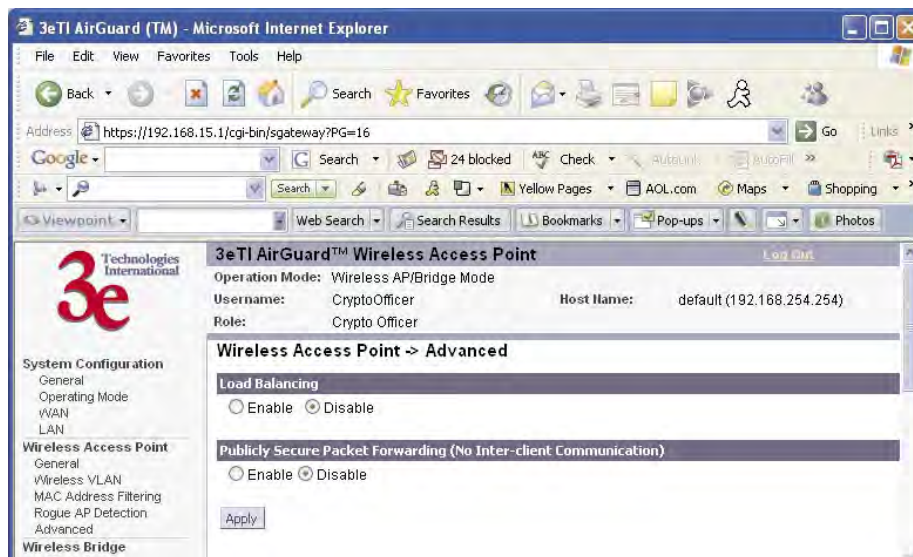 3eTI AirGuard (TM) - Microsoft Internet Explorer
File Edit View Favorites Tools Help
Back Search Favorites
Address https://192.168.15.1/cgi-bin/sgateway?PG=16 Go Links
Google Search 24 blocked ABC Check AutoLink AutoFill
Search Yellow Pages AOL.com Maps Shopping
Viewpoint Web Search Search Results Bookmarks Pop-ups Photos
3e Technologies International
3eTI AirGuard™ Wireless Access Point Log Out
Operation Mode: Wireless AP/Bridge Mode
Username: CryptoOfficer Host Name: default (192.168.254.254)
Role: Crypto Officer
System Configuration
General
Operating Mode
WAN
LAN
Wireless Access Point
General
Wireless VLAN
MAC Address Filtering
Rogue AP Detection
Advanced
Wireless Bridge
Wireless Access Point -> Advanced
Load Balancing
Enable Disable
Publicly Secure Packet Forwarding (No Inter-client Communication)
Enable Disable
Apply